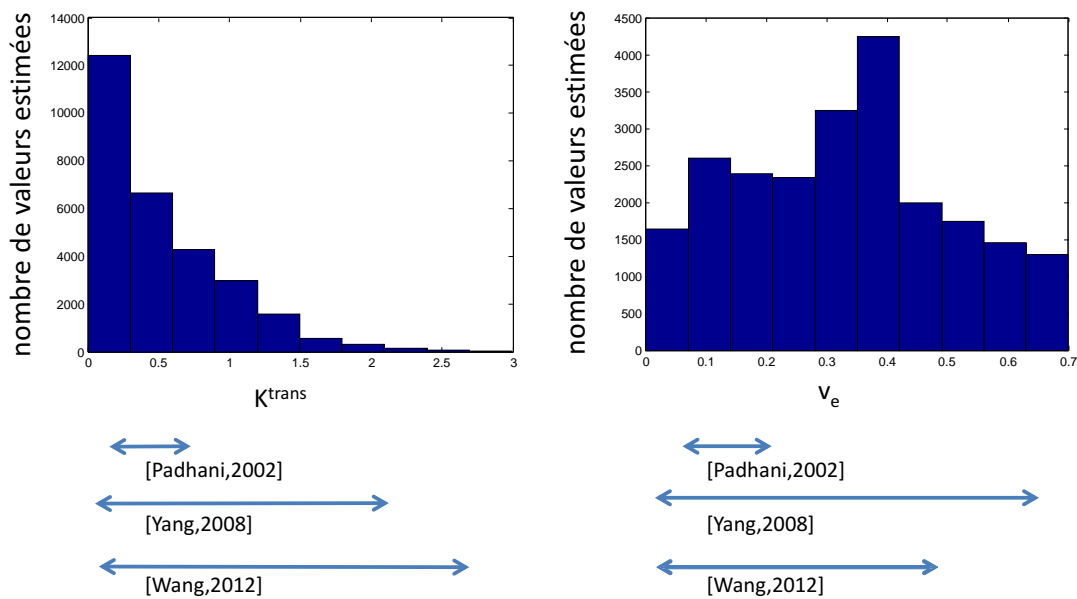 nombre de valeurs estimées
14000
12000
10000
8000
6000
4000
2000
0
0 0.5 1 1.5 2 2.5 3
K^trans
[Padhani,2002]
[Yang,2008]
[Wang,2012]
nombre de valeurs estimées
4500
4000
3500
3000
2500
2000
1500
1000
500
0
0 0.1 0.2 0.3 0.4 0.5 0.6 0.7
v_e
[Padhani,2002]
[Yang,2008]
[Wang,2012]